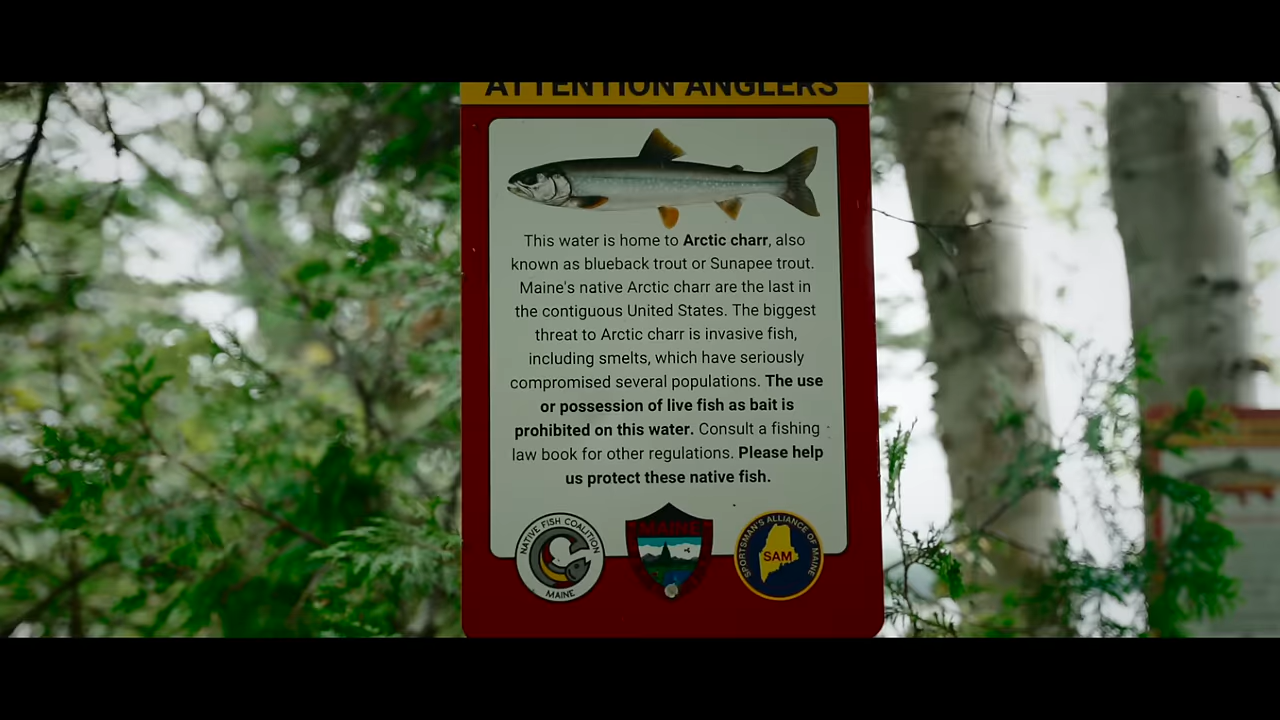 ATTENTION ANGLERS
This water is home to Arctic charr, also
known as blueback trout or Sunapee trout.
Maine's native Arctic charr are the last in
the contiguous United States. The biggest
threat to Arctic charr is invasive fish,
including smelts, which have seriously
compromised several populations. The use
or possession of live fish as bait is
prohibited on this water. Consult a fishing
law book for other regulations. Please help
us protect these native fish.
NATIVE FISH COALITION
MAINE
MAINE
SPORTSMAN'S ALLIANCE OF MAINE
SAM